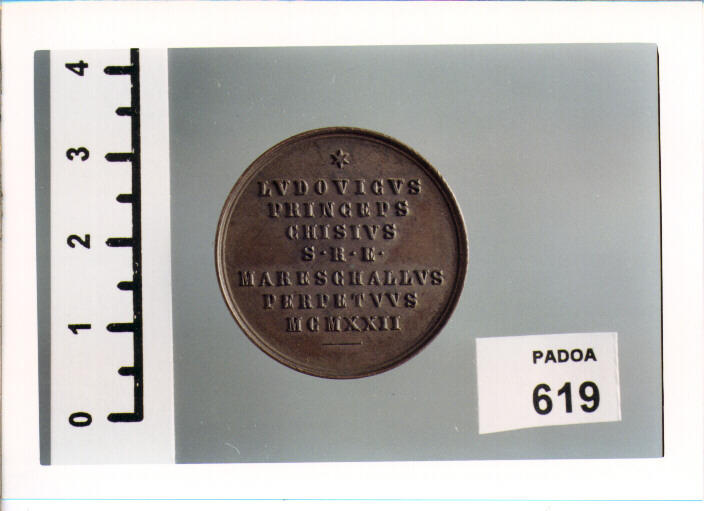 4
3
2
1
0
LVDOVICVS
PRINCEPS
CHISIVS
S·R·E·
MARESCHALLVS
PERPETVVS
MCMXXII
PADOA
619